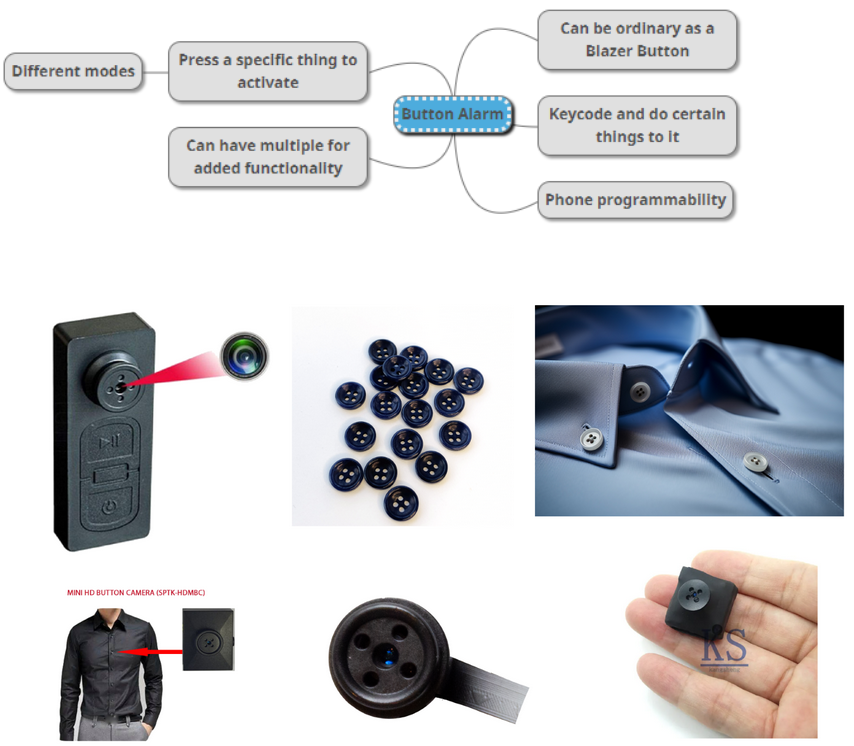 Can be ordinary as a
Blazer Button
Press a specific thing to
activate
Different modes
Button Alarm
Keycode and do certain
things to it
Can have multiple for
added functionality
Phone programmability
MINI HD BUTTON CAMERA (SPTK-HDMBC)
K S